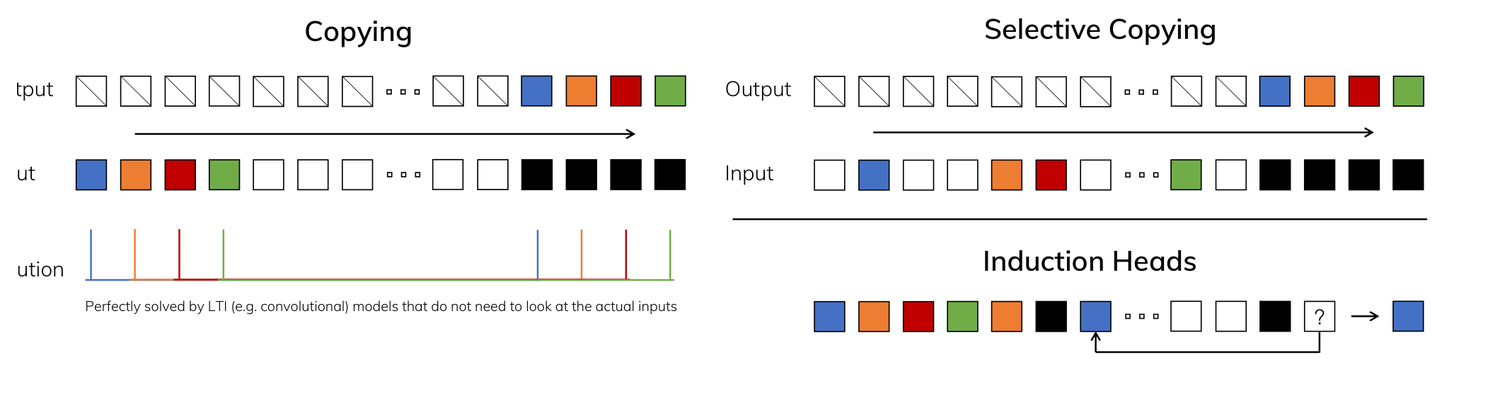 Copying
tput
ut
ution
Perfectly solved by LTI (e.g. convolutional) models that do not need to look at the actual inputs
Selective Copying
Output
Input
Induction Heads
?